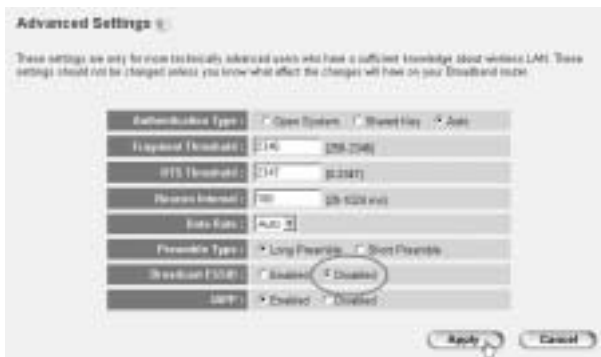 Advanced Settings
These settings are only for more technically advanced users who have a sufficient knowledge about wireless LAN. These
settings should not be changed unless you know what effect the changes will have on your Broadband router.
Authentication Type : Open System Shared Key Auto
Fragment Threshold : 2346 (256-2346)
RTS Threshold : 2347 (0-2347)
Beacon Interval : 100 (20-1024 ms)
Data Rate : Auto
Preamble Type : Long Preamble Short Preamble
Broadcast ESSID : Enabled Disabled
IAPP : Enabled Disabled
Apply Cancel